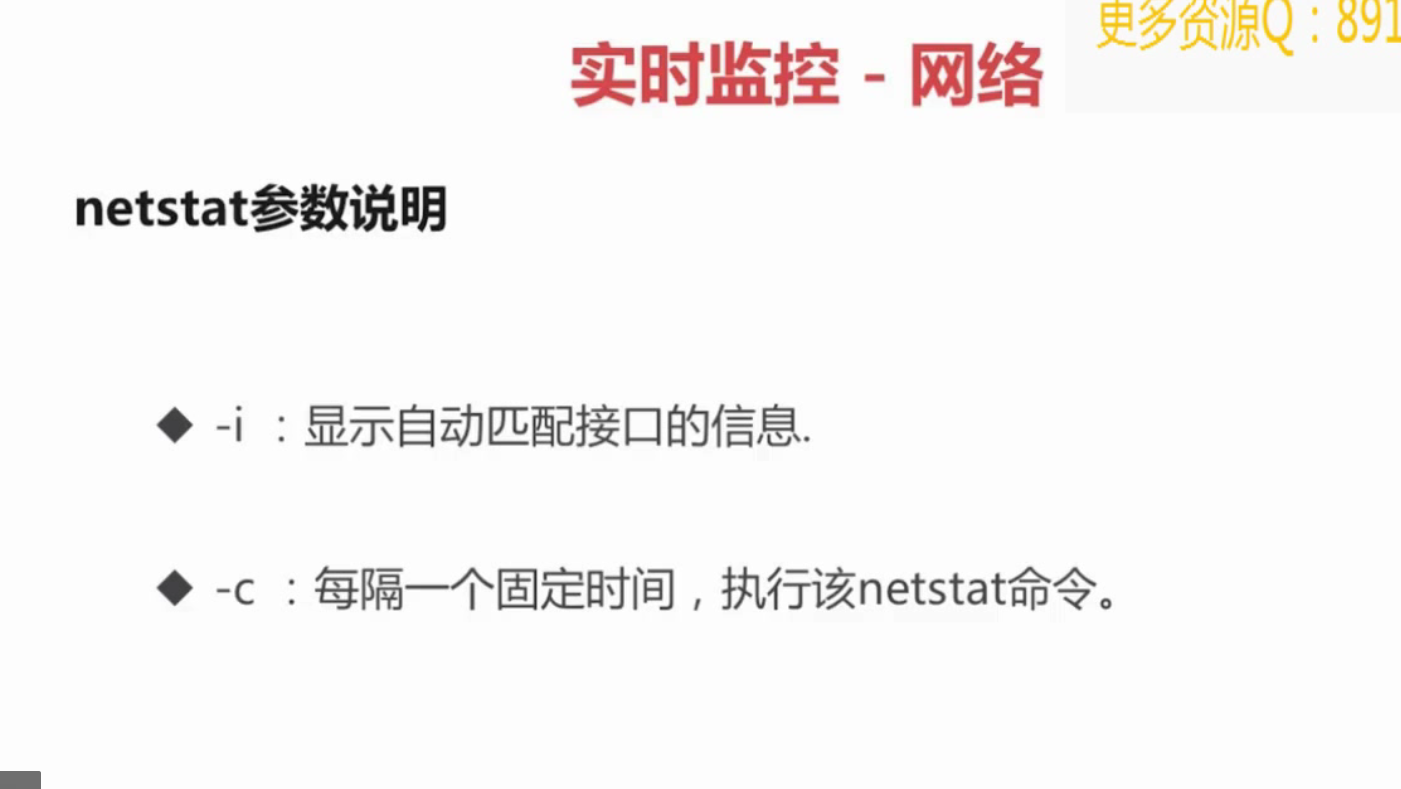 更多资源Q：891
实时监控 - 网络
netstat参数说明
◆ -i ：显示自动匹配接口的信息.
◆ -c ：每隔一个固定时间，执行该netstat命令。